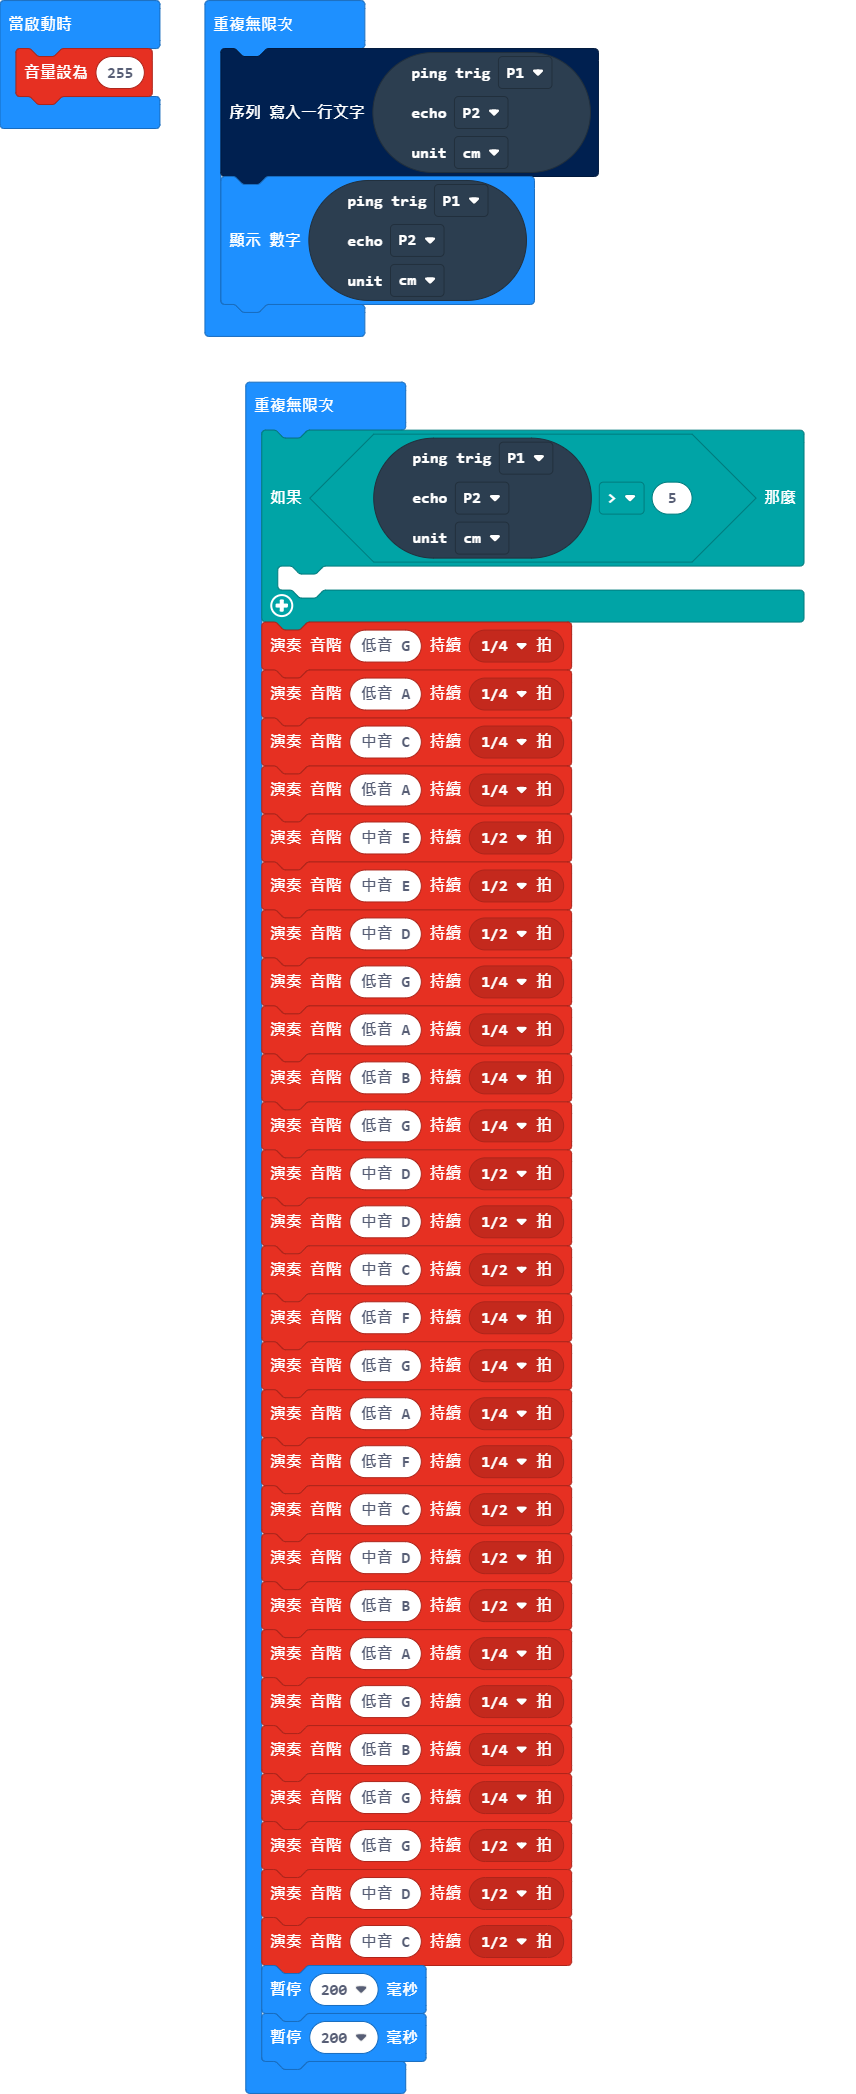 當啟動時
音量設為 255
重複無限次
ping trig P1
序列 寫入一行文字 echo P2
unit cm
ping trig P1
顯示 數字 echo P2
unit cm
重複無限次
ping trig P1
如果 echo P2 > 5 那麼
unit cm
演奏 音階 低音 G 持續 1/4 拍
演奏 音階 低音 A 持續 1/4 拍
演奏 音階 中音 C 持續 1/4 拍
演奏 音階 低音 A 持續 1/4 拍
演奏 音階 中音 E 持續 1/2 拍
演奏 音階 中音 E 持續 1/2 拍
演奏 音階 中音 D 持續 1/2 拍
演奏 音階 低音 G 持續 1/4 拍
演奏 音階 低音 A 持續 1/4 拍
演奏 音階 低音 B 持續 1/4 拍
演奏 音階 低音 G 持續 1/4 拍
演奏 音階 中音 D 持續 1/2 拍
演奏 音階 中音 D 持續 1/2 拍
演奏 音階 中音 C 持續 1/2 拍
演奏 音階 低音 F 持續 1/4 拍
演奏 音階 低音 G 持續 1/4 拍
演奏 音階 低音 A 持續 1/4 拍
演奏 音階 低音 F 持續 1/4 拍
演奏 音階 中音 C 持續 1/2 拍
演奏 音階 中音 D 持續 1/2 拍
演奏 音階 低音 B 持續 1/2 拍
演奏 音階 低音 A 持續 1/4 拍
演奏 音階 低音 G 持續 1/4 拍
演奏 音階 低音 B 持續 1/4 拍
演奏 音階 低音 G 持續 1/4 拍
演奏 音階 低音 G 持續 1/2 拍
演奏 音階 中音 D 持續 1/2 拍
演奏 音階 中音 C 持續 1/2 拍
暫停 200 毫秒
暫停 200 毫秒